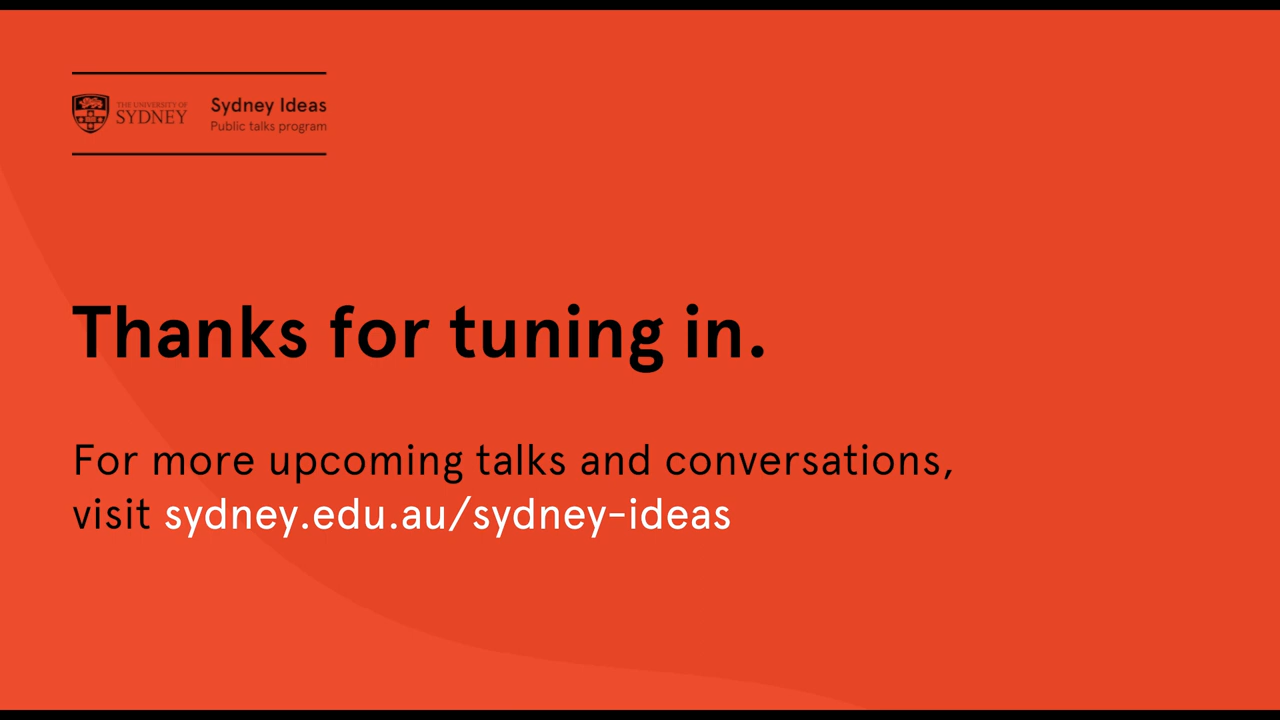 THE UNIVERSITY OF
SYDNEY
Sydney Ideas
Public talks program
Thanks for tuning in.
For more upcoming talks and conversations,
visit sydney.edu.au/sydney-ideas